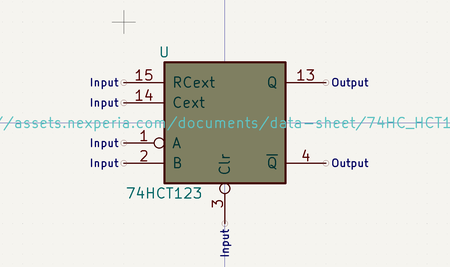 U
Input 15 RCext Q 13 Output
Input 14 Cext
//assets.nexperia.com/documents/data-sheet/74HC_HCT1
Input 1 A
Input 2 B Clr Q 4 Output
74HCT123
3
Input